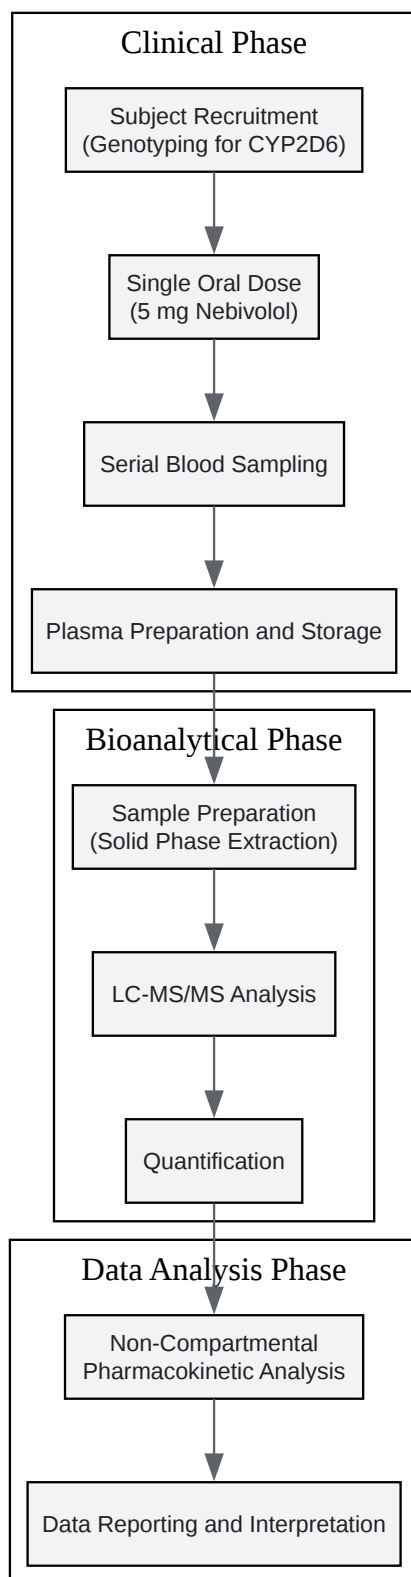 Clinical Phase
Subject Recruitment
(Genotyping for CYP2D6)
Single Oral Dose
(5 mg Nebivolol)
Serial Blood Sampling
Plasma Preparation and Storage
Bioanalytical Phase
Sample Preparation
(Solid Phase Extraction)
LC-MS/MS Analysis
Quantification
Data Analysis Phase
Non-Compartmental
Pharmacokinetic Analysis
Data Reporting and Interpretation